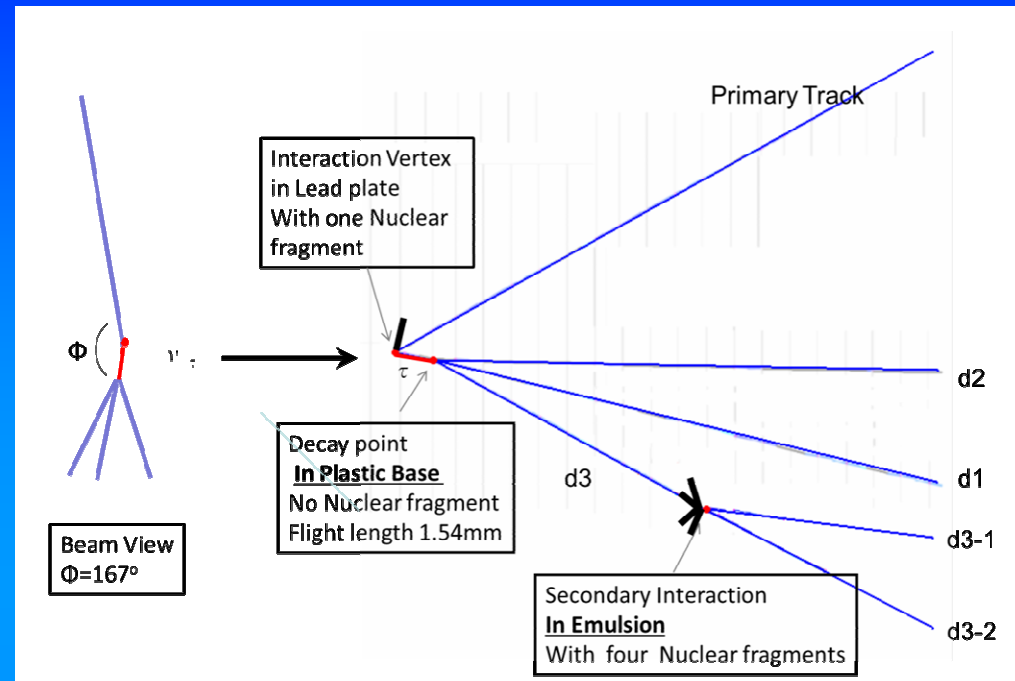 Primary Track
Interaction Vertex
in Lead plate
With one Nuclear
fragment
Φ
τ
d2
Decay point
In Plastic Base
No Nuclear fragment
Flight length 1.54mm
d3
d1
d3-1
Beam View
Φ=167º
Secondary Interaction
In Emulsion
With four Nuclear fragments
d3-2